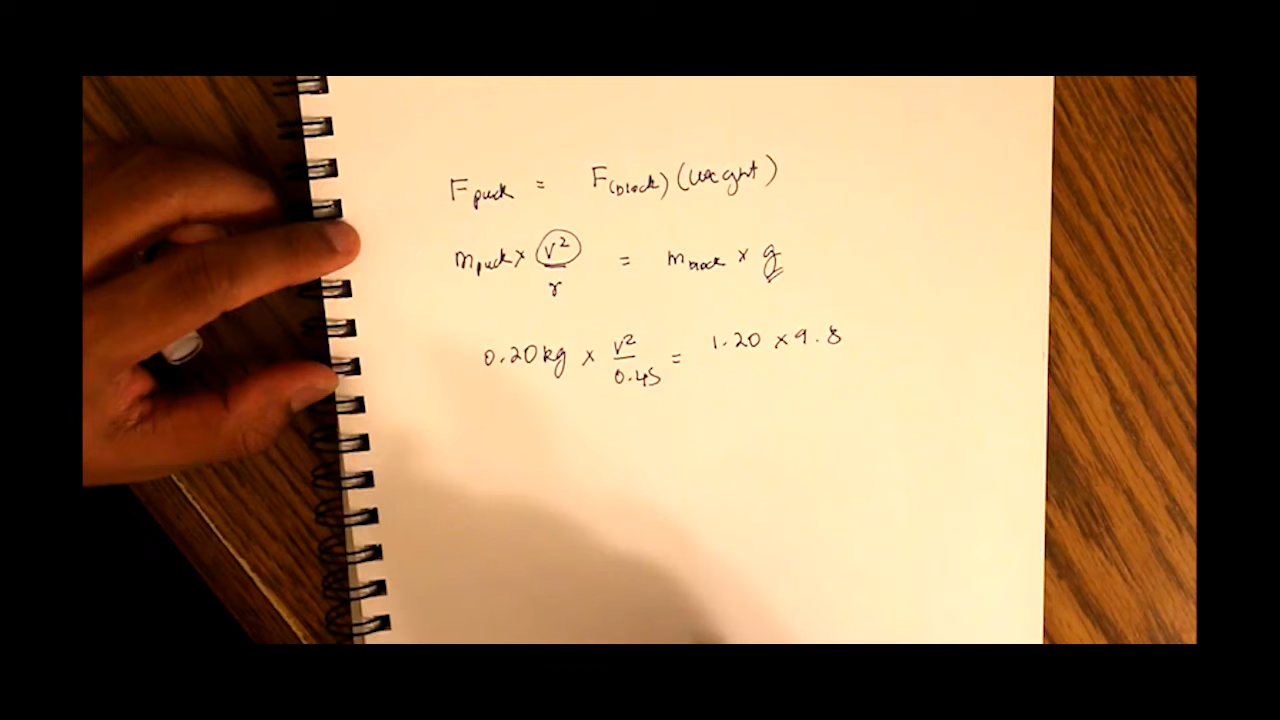 F puck = F(block) (weight)
m puck × v² / r = m block × g
0.20 kg × v² / 0.45 = 1.20 × 9.8